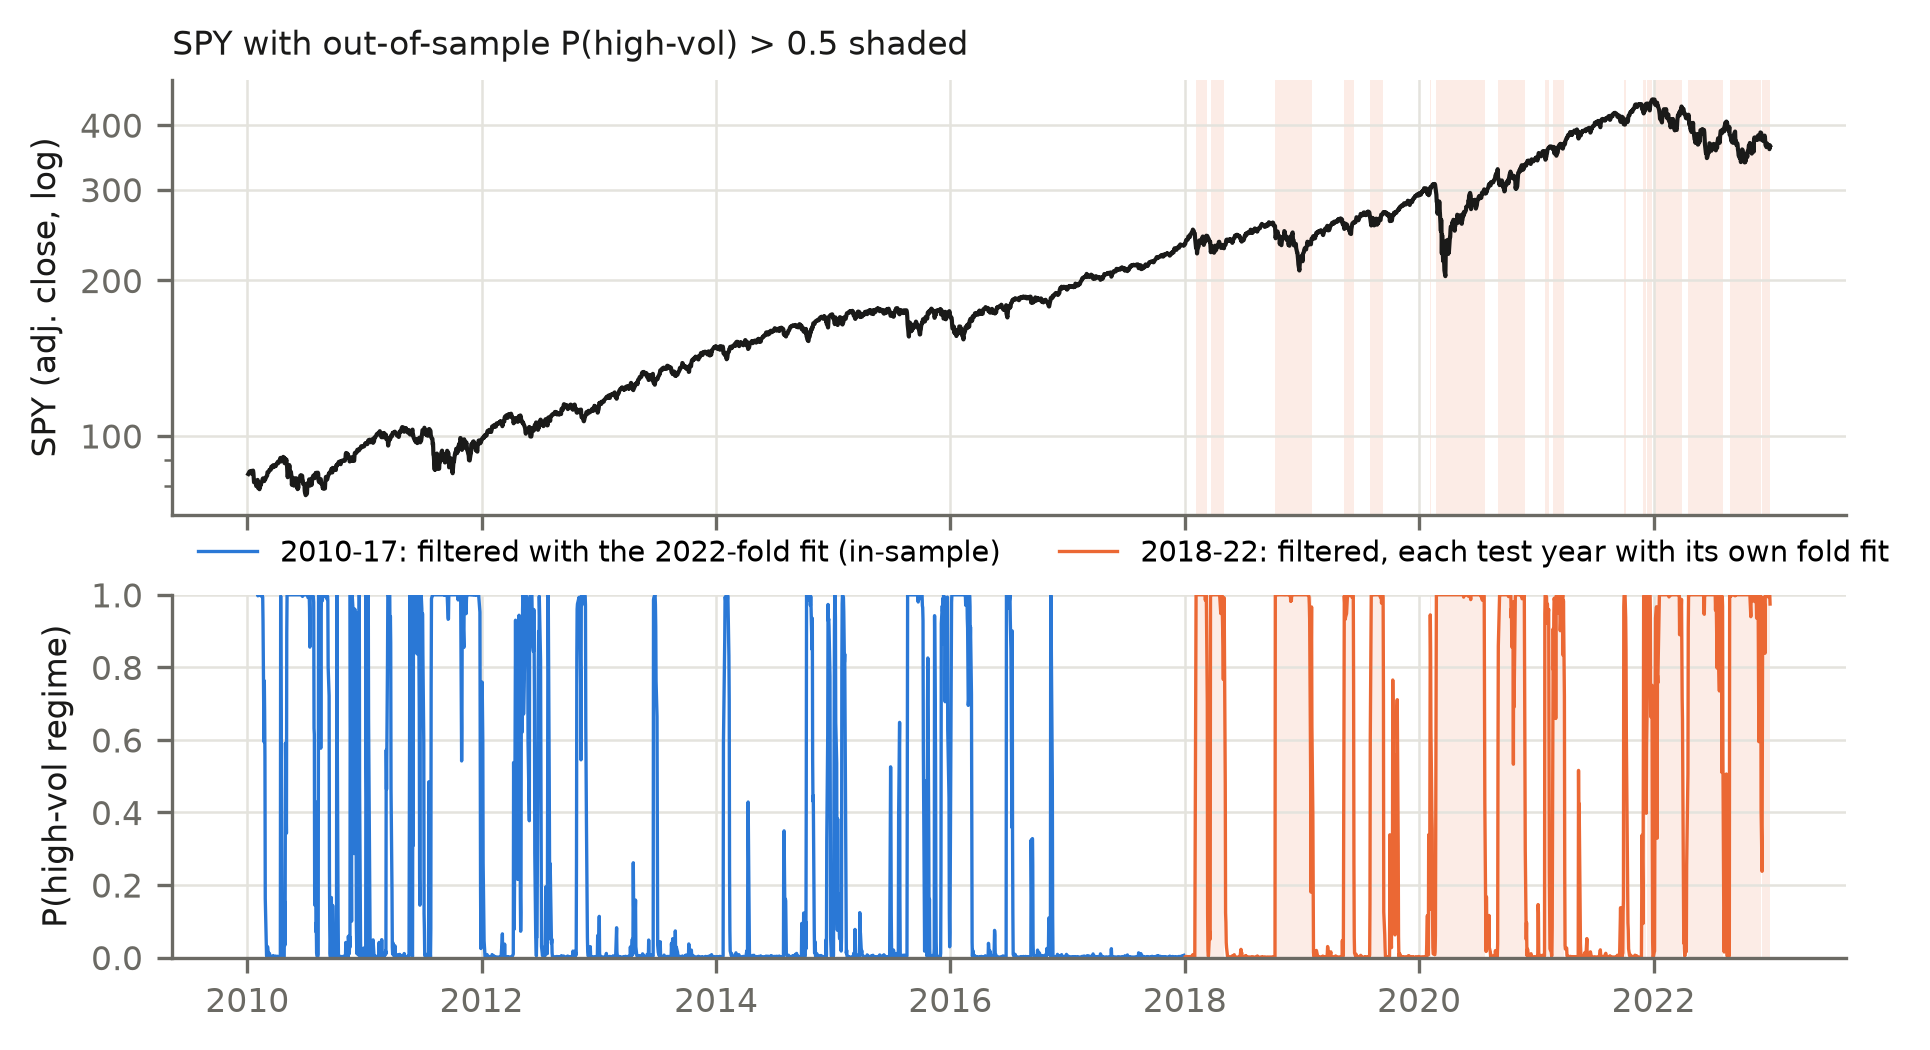 SPY with out-of-sample P(high-vol) > 0.5 shaded
SPY (adj. close, log)
400
300
200
100
2010-17: filtered with the 2022-fold fit (in-sample)
2018-22: filtered, each test year with its own fold fit
P(high-vol regime)
1.0
0.8
0.6
0.4
0.2
0.0
2010 2012 2014 2016 2018 2020 2022